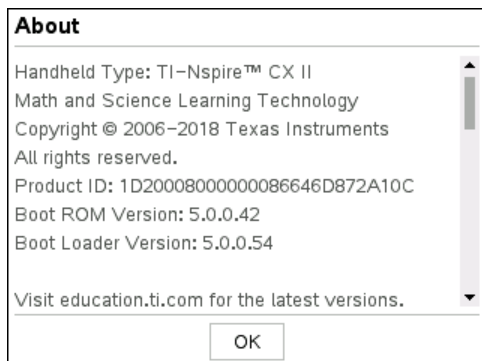 About
Handheld Type: TI-Nspire™ CX II
Math and Science Learning Technology
Copyright © 2006-2018 Texas Instruments
All rights reserved.
Product ID: 1D20008000000086646D872A10C
Boot ROM Version: 5.0.0.42
Boot Loader Version: 5.0.0.54
Visit education.ti.com for the latest versions.
OK